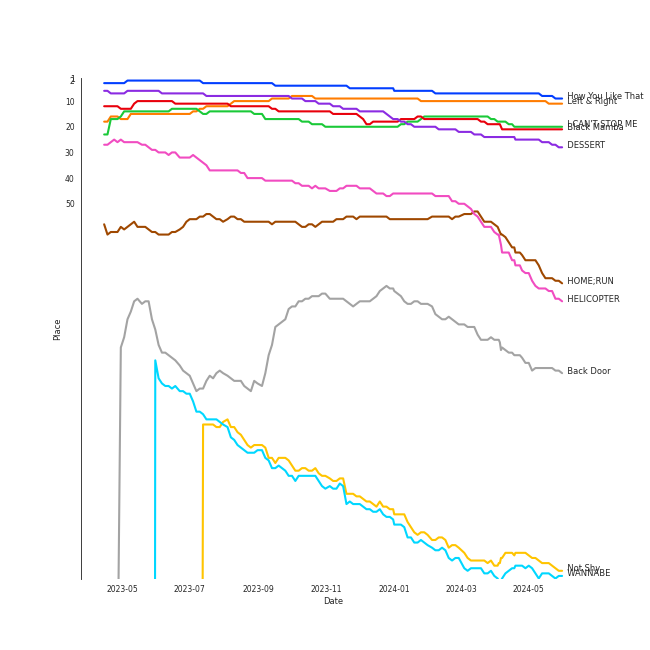 1
10
20
30
40
50
Place
How You Like That
Left & Right
I CAN'T STOP ME
Black Mamba
DESSERT
HOME;RUN
HELICOPTER
Back Door
Not Shy
WANNABE
2023-05
2023-07
2023-09
2023-11
2024-01
2024-03
2024-05
Date